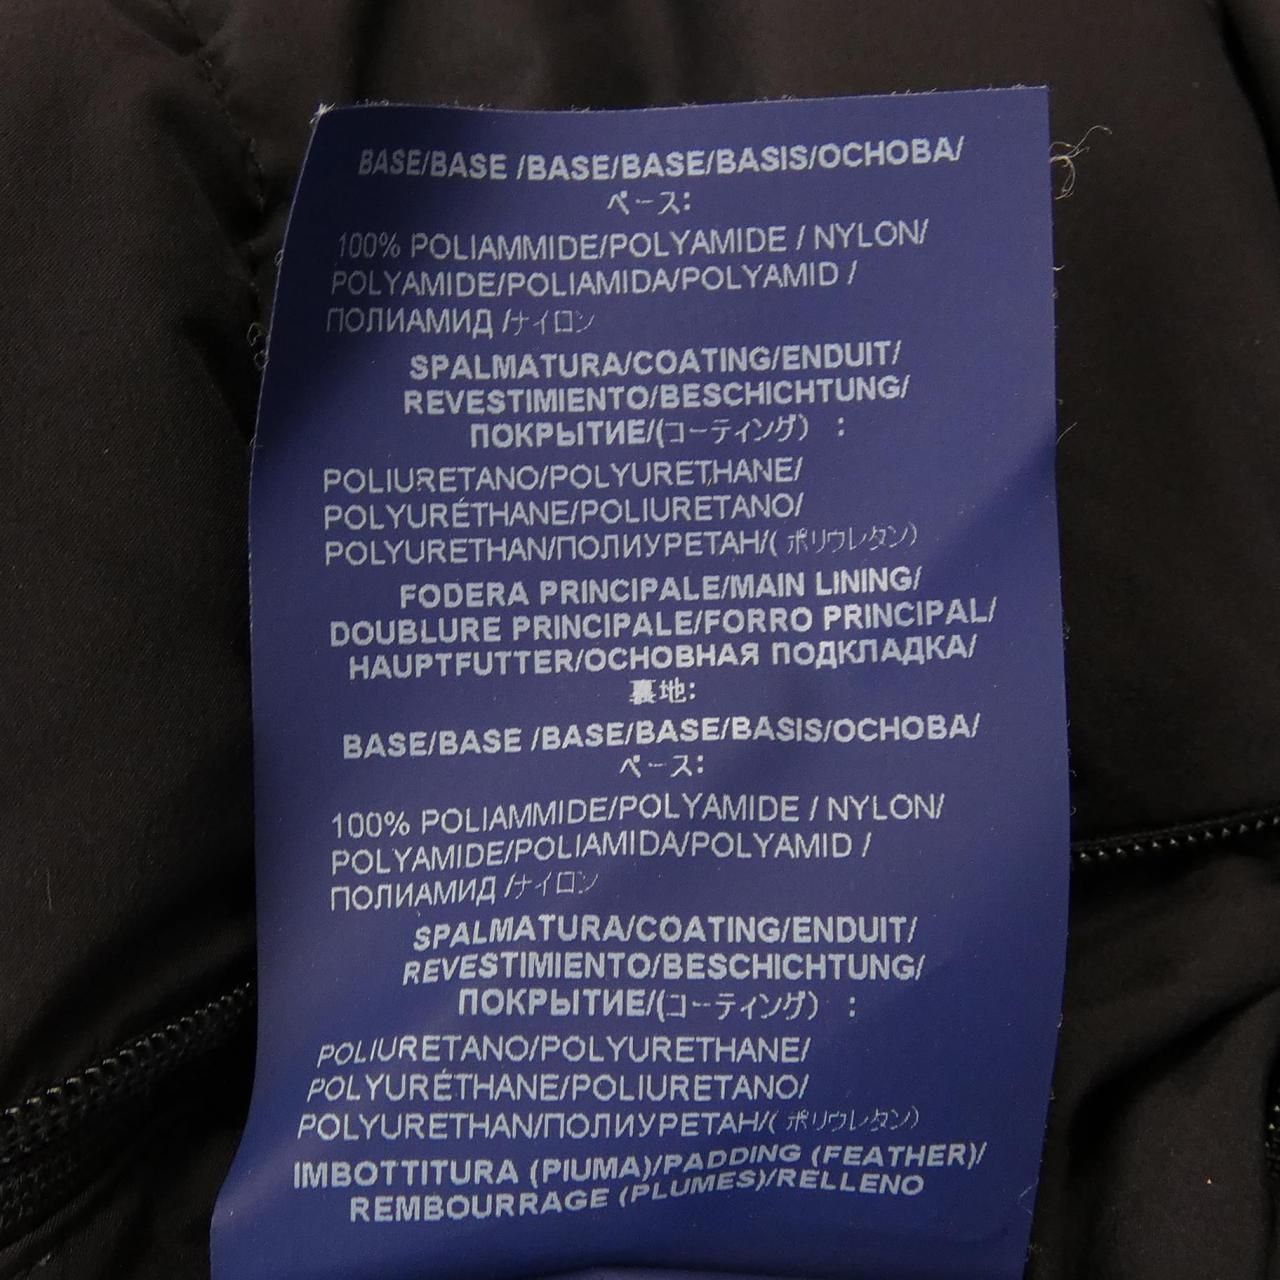 BASE/BASE /BASE/BASE/BASIS/ОСНОВА/
ベース:
100% POLIAMMIDE/POLYAMIDE / NYLON/
POLYAMIDE/POLIAMIDA/POLYAMID /
ПОЛИАМИД /ナイロン
SPALMATURA/COATING/ENDUIT/
REVESTIMIENTO/BESCHICHTUNG/
ПОКРЫТИЕ/(コーティング) :
POLIURETANO/POLYURETHANE/
POLYURÉTHANE/POLIURETANO/
POLYURETHAN/ПОЛИУРЕТАН/( ポリウレタン)
FODERA PRINCIPALE/MAIN LINING/
DOUBLURE PRINCIPALE/FORRO PRINCIPAL/
HAUPTFUTTER/ОСНОВНАЯ ПОДКЛАДКА/
裏地:
BASE/BASE /BASE/BASE/BASIS/ОСНОВА/
ベース:
100% POLIAMMIDE/POLYAMIDE / NYLON/
POLYAMIDE/POLIAMIDA/POLYAMID /
ПОЛИАМИД /ナイロン
SPALMATURA/COATING/ENDUIT/
REVESTIMIENTO/BESCHICHTUNG/
ПОКРЫТИЕ/(コーティング) :
POLIURETANO/POLYURETHANE/
POLYURÉTHANE/POLIURETANO/
POLYURETHAN/ПОЛИУРЕТАН/( ポリウレタン)
IMBOTTITURA (PIUMA)/PADDING (FEATHER)/
REMBOURRAGE (PLUMES)/RELLENO